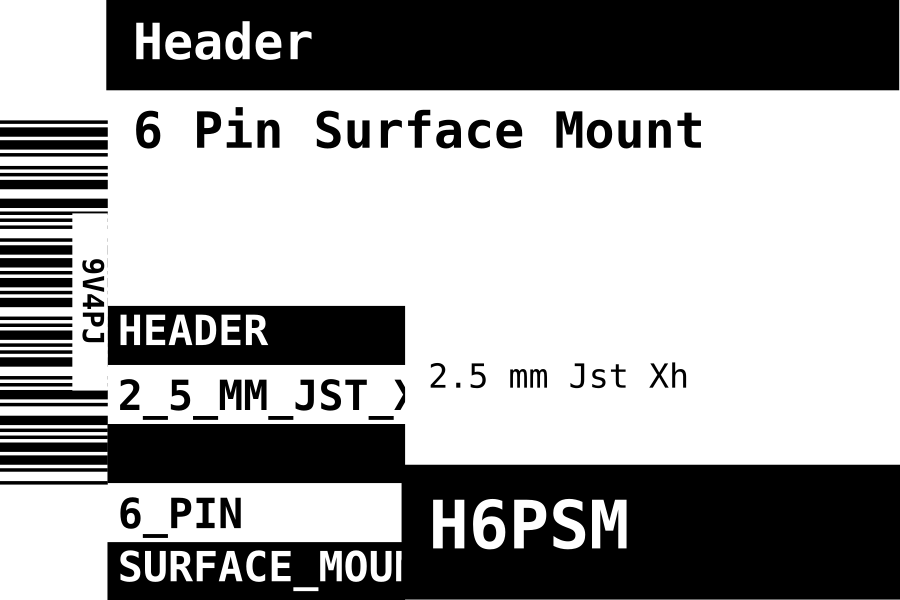 Header
6 Pin Surface Mount
9V4PJ
HEADER
2_5_MM_JST_X
2.5 mm Jst Xh
6_PIN
H6PSM
SURFACE_MOU